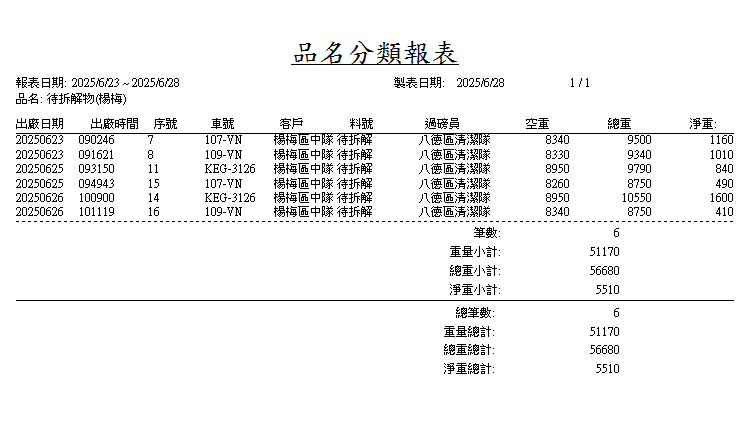 品名分類報表
報表日期: 2025/6/23 ~ 2025/6/28 製表日期: 2025/6/28 1 / 1
品名: 待拆解物(楊梅)
出廠日期 出廠時間 序號 車號 客戶 料號 過磅員 空重 總重 淨重:
20250623 090246 7 107-VN 楊梅區中隊 待拆解 八德區清潔隊 8340 9500 1160
20250623 091621 8 109-VN 楊梅區中隊 待拆解 八德區清潔隊 8330 9340 1010
20250625 093150 11 KEG-3126 楊梅區中隊 待拆解 八德區清潔隊 8950 9790 840
20250625 094943 15 107-VN 楊梅區中隊 待拆解 八德區清潔隊 8260 8750 490
20250626 100900 14 KEG-3126 楊梅區中隊 待拆解 八德區清潔隊 8950 10550 1600
20250626 101119 16 109-VN 楊梅區中隊 待拆解 八德區清潔隊 8340 8750 410
筆數: 6
重量小計: 51170
總重小計: 56680
淨重小計: 5510
總筆數: 6
重量總計: 51170
總重總計: 56680
淨重總計: 5510